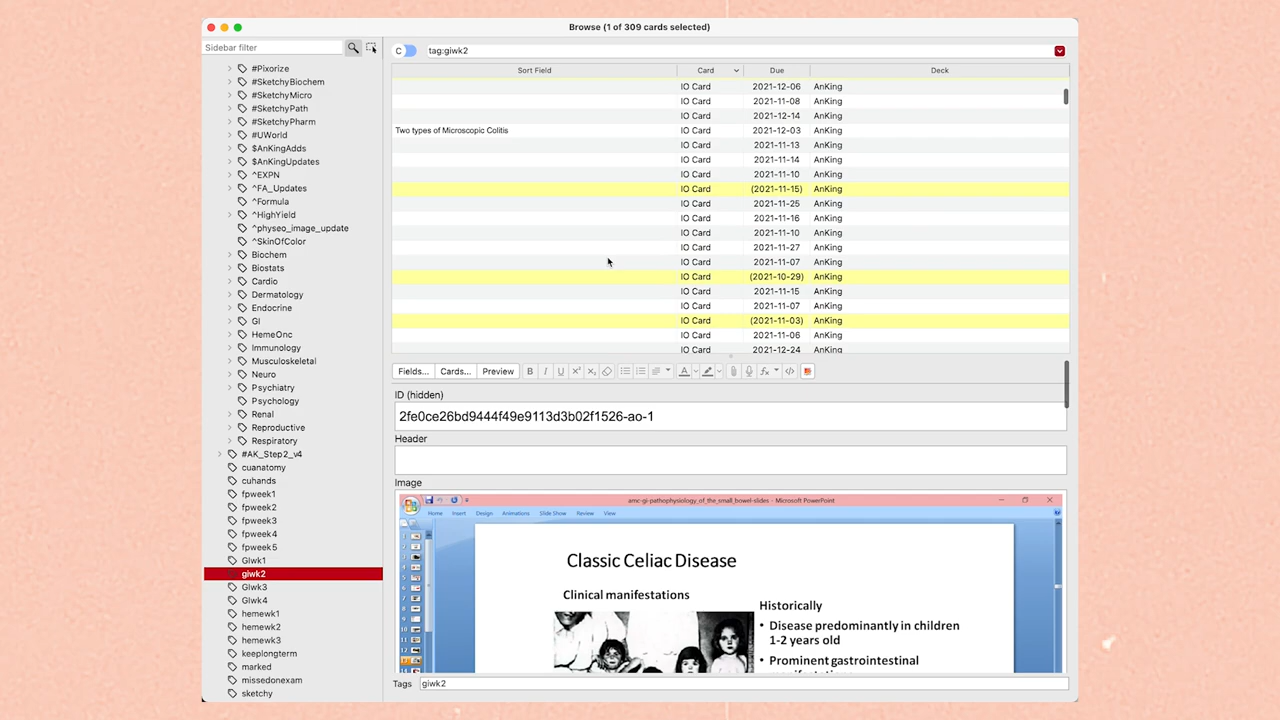 Browse (1 of 309 cards selected)
Sidebar filter
#Pixorize
#SketchyBiochem
#SketchyMicro
#SketchyPath
#SketchyPharm
#UWorld
$AnKingAdds
$AnKingUpdates
^EXPN
^FA_Updates
^Formula
^HighYield
^physeo_image_update
^SkinOfColor
Biochem
Biostats
Cardio
Dermatology
Endocrine
GI
HemeOnc
Immunology
Musculoskeletal
Neuro
Psychiatry
Psychology
Renal
Reproductive
Respiratory
#AK_Step2_v4
cuanatomy
cuhands
fpweek1
fpweek2
fpweek3
fpweek4
fpweek5
GIwk1
giwk2
GIwk3
GIwk4
hemewk1
hemewk2
hemewk3
keeplongterm
marked
missedonexam
sketchy
C tag:giwk2
Sort Field Card Due Deck
IO Card 2021-12-06 AnKing
IO Card 2021-11-08 AnKing
IO Card 2021-12-14 AnKing
Two types of Microscopic Colitis IO Card 2021-12-03 AnKing
IO Card 2021-11-13 AnKing
IO Card 2021-11-14 AnKing
IO Card 2021-11-10 AnKing
IO Card (2021-11-15) AnKing
IO Card 2021-11-25 AnKing
IO Card 2021-11-16 AnKing
IO Card 2021-11-10 AnKing
IO Card 2021-11-27 AnKing
IO Card 2021-11-07 AnKing
IO Card (2021-10-29) AnKing
IO Card 2021-11-15 AnKing
IO Card 2021-11-07 AnKing
IO Card (2021-11-03) AnKing
IO Card 2021-11-06 AnKing
IO Card 2021-12-24 AnKing
Fields... Cards... Preview B I U x² x₂ A fx </>
ID (hidden)
2fe0ce26bd9444f49e9113d3b02f1526-ao-1
Header
Image
amc-gi-pathophysiology_of_the_small_bowel-slides - Microsoft PowerPoint
Home Insert Design Animations Slide Show Review View
Classic Celiac Disease
Clinical manifestations
Historically
• Disease predominantly in children
1-2 years old
• Prominent gastrointestinal
Tags giwk2